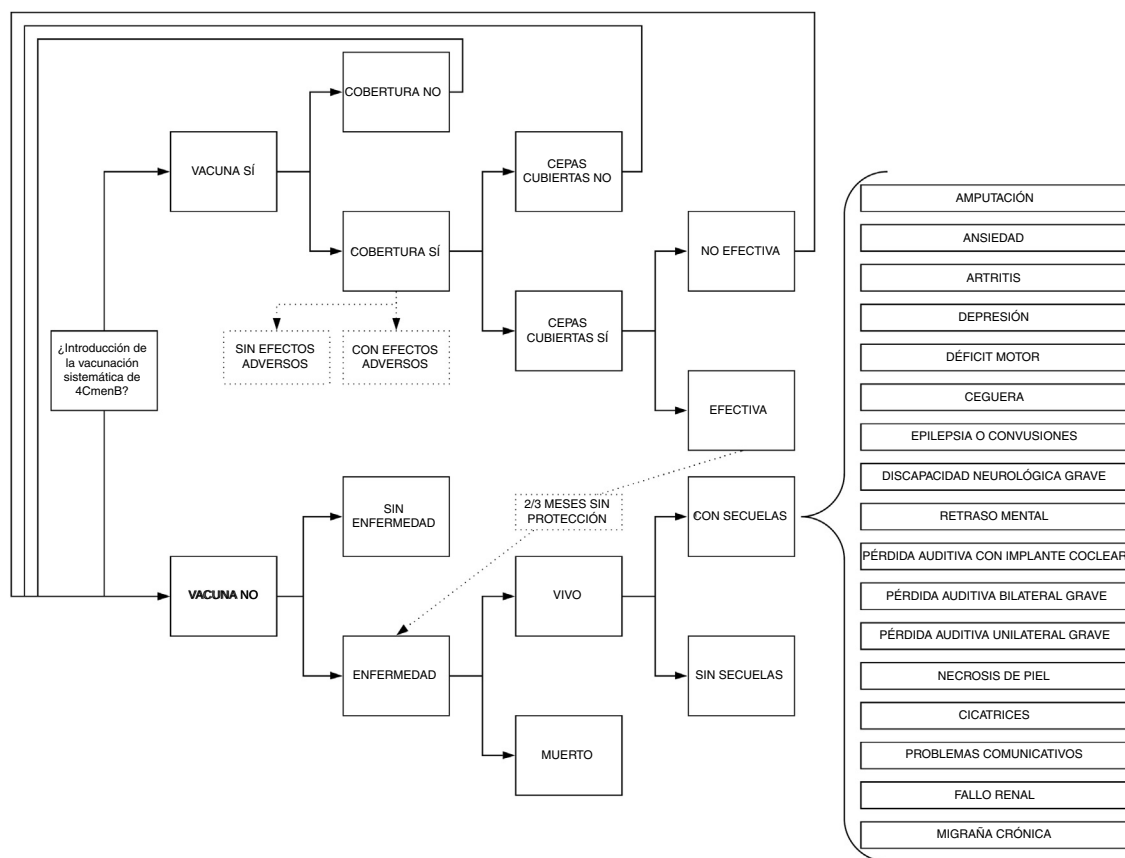 COBERTURA NO
VACUNA SÍ
CEPAS
CUBIERTAS NO
COBERTURA SÍ
NO EFECTIVA
SIN EFECTOS
ADVERSOS
CON EFECTOS
ADVERSOS
CEPAS
CUBIERTAS SÍ
¿Introducción de
la vacunación
sistemática de
4CmenB?
EFECTIVA
SIN
ENFERMEDAD
2/3 MESES SIN
PROTECCIÓN
CON SECUELAS
VACUNA NO
VIVO
ENFERMEDAD
SIN SECUELAS
MUERTO
AMPUTACIÓN
ANSIEDAD
ARTRITIS
DEPRESIÓN
DÉFICIT MOTOR
CEGUERA
EPILEPSIA O CONVUSIONES
DISCAPACIDAD NEUROLÓGICA GRAVE
RETRASO MENTAL
PÉRDIDA AUDITIVA CON IMPLANTE COCLEAR
PÉRDIDA AUDITIVA BILATERAL GRAVE
PÉRDIDA AUDITIVA UNILATERAL GRAVE
NECROSIS DE PIEL
CICATRICES
PROBLEMAS COMUNICATIVOS
FALLO RENAL
MIGRAÑA CRÓNICA